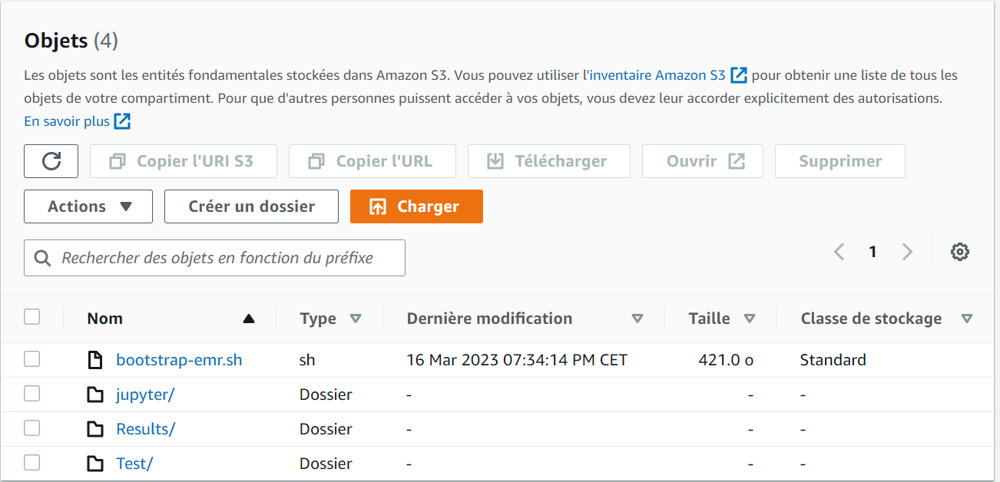 Objets (4)
Les objets sont les entités fondamentales stockées dans Amazon S3. Vous pouvez utiliser l'inventaire Amazon S3 pour obtenir une liste de tous les
objets de votre compartiment. Pour que d'autres personnes puissent accéder à vos objets, vous devez leur accorder explicitement des autorisations.
En savoir plus
Copier l'URI S3 Copier l'URL Télécharger Ouvrir Supprimer
Actions Créer un dossier Charger
Rechercher des objets en fonction du préfixe 1
Nom Type Dernière modification Taille Classe de stockage
bootstrap-emr.sh sh 16 Mar 2023 07:34:14 PM CET 421.0 o Standard
jupyter/ Dossier - - -
Results/ Dossier - - -
Test/ Dossier - - -